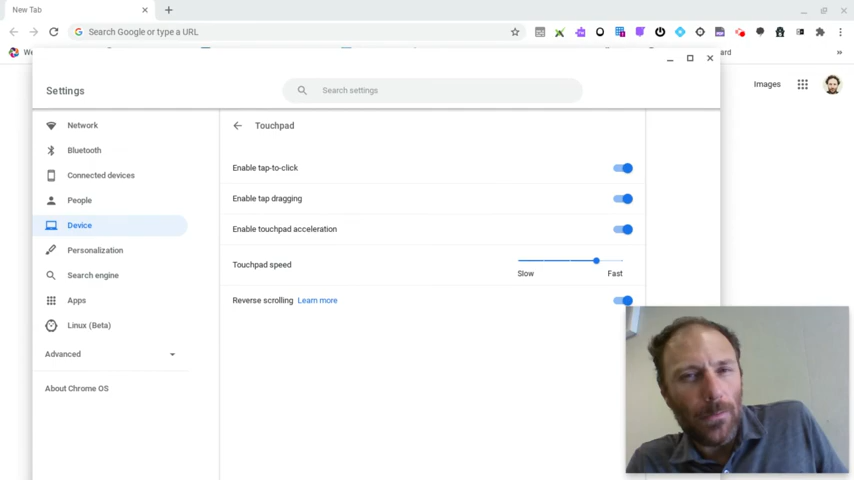 New Tab
Search Google or type a URL
We
ard
Images
Settings
Search settings
Network
Bluetooth
Connected devices
People
Device
Personalization
Search engine
Apps
Linux (Beta)
Advanced
About Chrome OS
Touchpad
Enable tap-to-click
Enable tap dragging
Enable touchpad acceleration
Touchpad speed
Slow Fast
Reverse scrolling Learn more